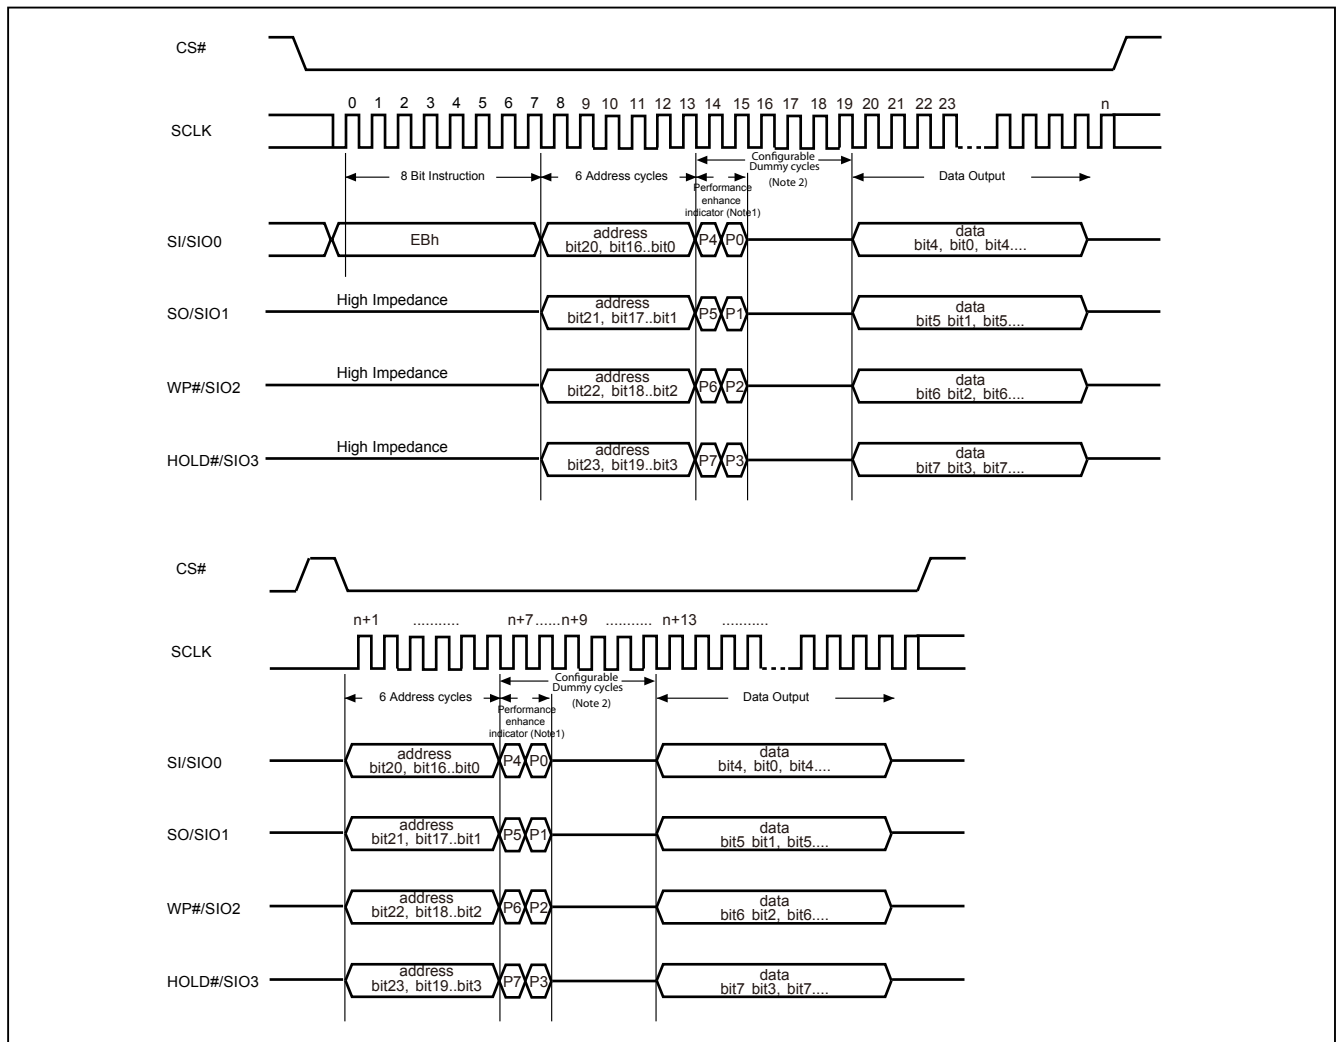 CS#
0 1 2 3 4 5 6 7 8 9 10 11 12 13 14 15 16 17 18 19 20 21 22 23 n
SCLK
Configurable
Dummy cycles
8 Bit Instruction 6 Address cycles (Note 2) Data Output
Performance
enhance
indicator (Note1)
SI/SIO0 EBh address P4 P0 data
bit20, bit16..bit0 bit4, bit0, bit4....
High Impedance
SO/SIO1 address P5 P1 data
bit21, bit17..bit1 bit5 bit1, bit5....
High Impedance
WP#/SIO2 address P6 P2 data
bit22, bit18..bit2 bit6 bit2, bit6....
High Impedance
HOLD#/SIO3 address P7 P3 data
bit23, bit19..bit3 bit7 bit3, bit7....
CS#
n+1 ........... n+7......n+9 ........... n+13 ...........
SCLK
Configurable
Dummy cycles
6 Address cycles (Note 2) Data Output
Performance
enhance
indicator (Note1)
SI/SIO0 address P4 P0 data
bit20, bit16..bit0 bit4, bit0, bit4....
SO/SIO1 address P5 P1 data
bit21, bit17..bit1 bit5 bit1, bit5....
WP#/SIO2 address P6 P2 data
bit22, bit18..bit2 bit6 bit2, bit6....
HOLD#/SIO3 address P7 P3 data
bit23, bit19..bit3 bit7 bit3, bit7....